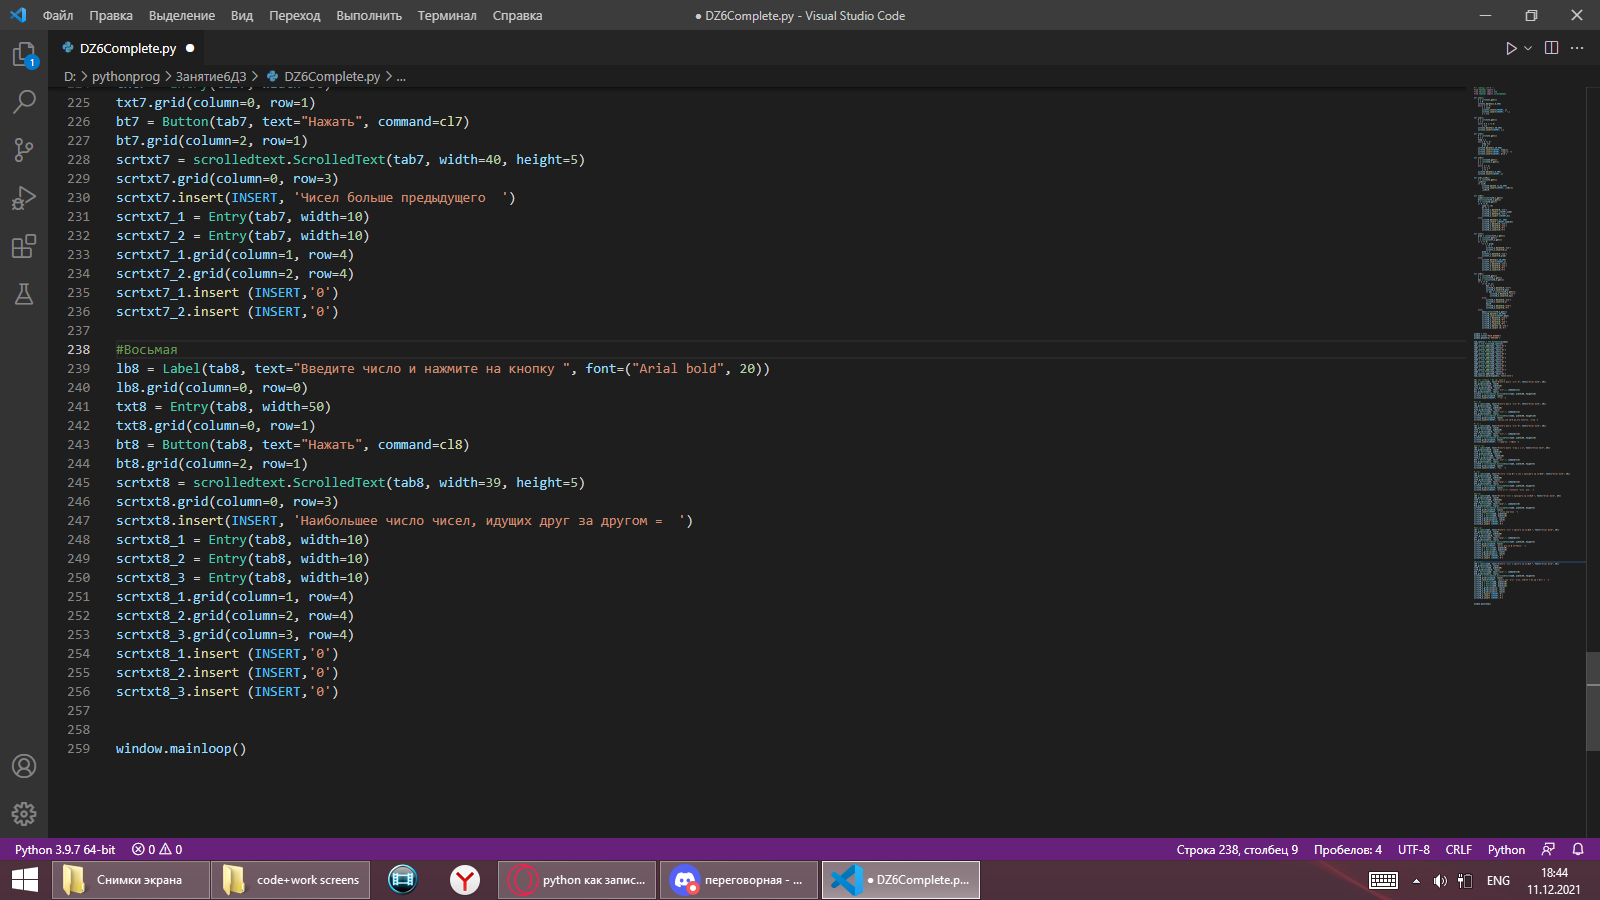 Файл Правка Выделение Вид Переход Выполнить Терминал Справка ● DZ6Complete.py - Visual Studio Code
DZ6Complete.py ●
D: > pythonprog > Занятие6ДЗ > DZ6Complete.py > ...
1
225 txt7.grid(column=0, row=1)
226 bt7 = Button(tab7, text="Нажать", command=cl7)
227 bt7.grid(column=2, row=1)
228 scrtxt7 = scrolledtext.ScrolledText(tab7, width=40, height=5)
229 scrtxt7.grid(column=0, row=3)
230 scrtxt7.insert(INSERT, 'Чисел больше предыдущего  ')
231 scrtxt7_1 = Entry(tab7, width=10)
232 scrtxt7_2 = Entry(tab7, width=10)
233 scrtxt7_1.grid(column=1, row=4)
234 scrtxt7_2.grid(column=2, row=4)
235 scrtxt7_1.insert (INSERT,'0')
236 scrtxt7_2.insert (INSERT,'0')
237
238 #Восьмая
239 lb8 = Label(tab8, text="Введите число и нажмите на кнопку ", font=("Arial bold", 20))
240 lb8.grid(column=0, row=0)
241 txt8 = Entry(tab8, width=50)
242 txt8.grid(column=0, row=1)
243 bt8 = Button(tab8, text="Нажать", command=cl8)
244 bt8.grid(column=2, row=1)
245 scrtxt8 = scrolledtext.ScrolledText(tab8, width=39, height=5)
246 scrtxt8.grid(column=0, row=3)
247 scrtxt8.insert(INSERT, 'Наибольшее число чисел, идущих друг за другом =  ')
248 scrtxt8_1 = Entry(tab8, width=10)
249 scrtxt8_2 = Entry(tab8, width=10)
250 scrtxt8_3 = Entry(tab8, width=10)
251 scrtxt8_1.grid(column=1, row=4)
252 scrtxt8_2.grid(column=2, row=4)
253 scrtxt8_3.grid(column=3, row=4)
254 scrtxt8_1.insert (INSERT,'0')
255 scrtxt8_2.insert (INSERT,'0')
256 scrtxt8_3.insert (INSERT,'0')
257
258
259 window.mainloop()
Python 3.9.7 64-bit 0 0 Строка 238, столбец 9 Пробелов: 4 UTF-8 CRLF Python
Снимки экрана code+work screens python как запис... переговорная - ... ● DZ6Complete.p... ENG 18:44
11.12.2021